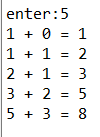 enter:5
1 + 0 = 1
1 + 1 = 2
2 + 1 = 3
3 + 2 = 5
5 + 3 = 8